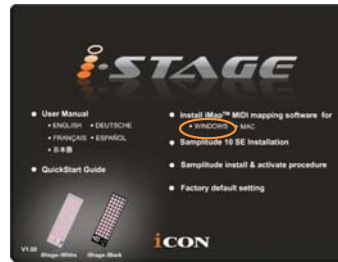 i-STAGE
User Manual
• ENGLISH • DEUTSCHE
• FRANÇAIS • ESPAÑOL
• 日本語
QuickStart Guide
Install iMap™ MIDI mapping software for
• WINDOWS • MAC
Samplitude 10 SE Installation
Samplitude install & activate procedure
Factory default setting
iCON
V1.00
iStage-White iStage-Black